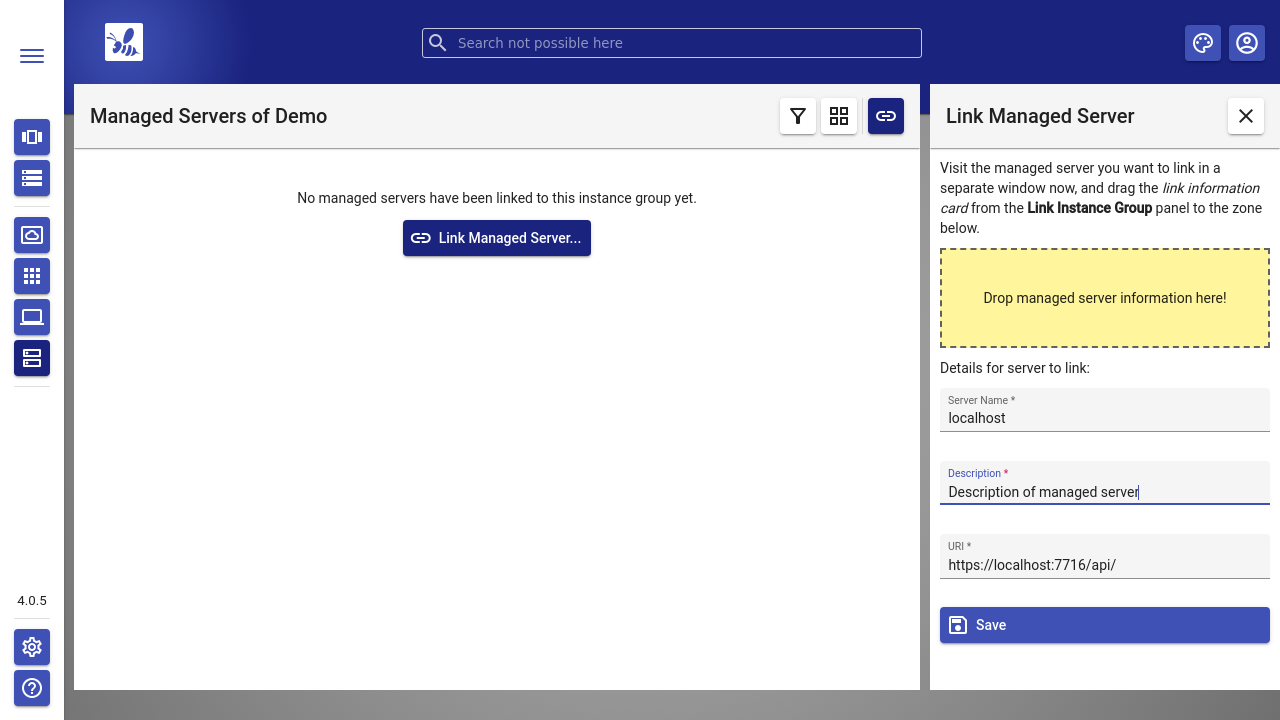 Search not possible here
Managed Servers of Demo
No managed servers have been linked to this instance group yet.
Link Managed Server...
4.0.5
Link Managed Server
Visit the managed server you want to link in a
separate window now, and drag the link information
card from the Link Instance Group panel to the zone
below.
Drop managed server information here!
Details for server to link:
Server Name *
localhost
Description *
Description of managed server
URI *
https://localhost:7716/api/
Save